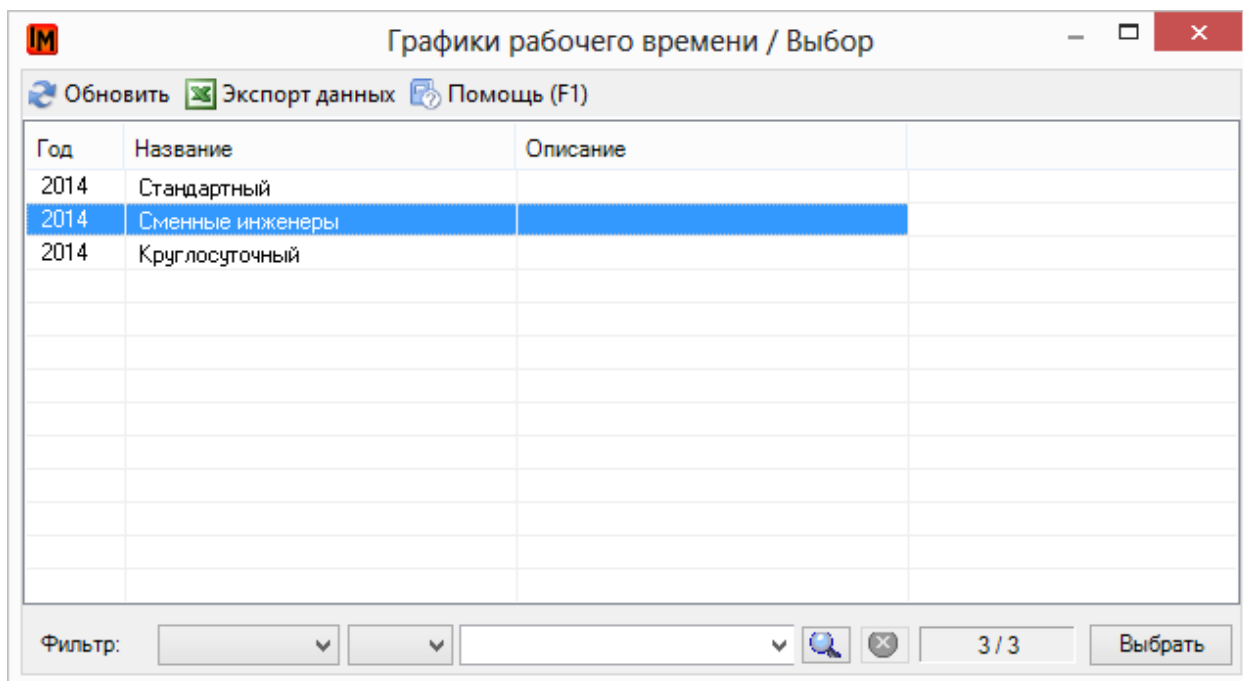 IM Графики рабочего времени / Выбор
Обновить Экспорт данных Помощь (F1)
Год Название Описание
2014 Стандартный
2014 Сменные инженеры
2014 Круглосуточный
Фильтр: 3 / 3 Выбрать